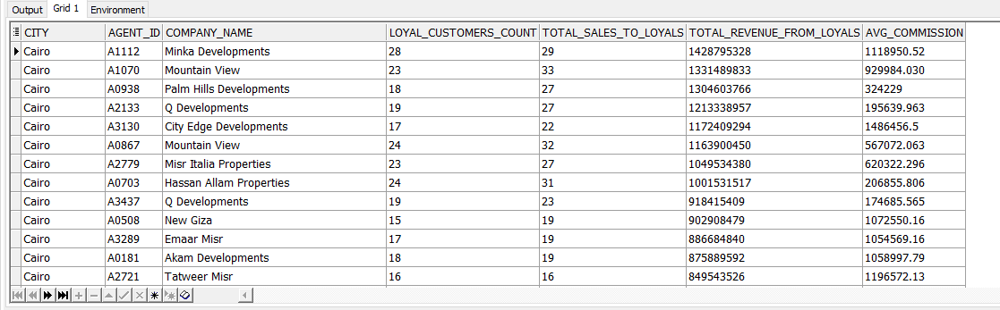 Output Grid 1 Environment
CITY AGENT_ID COMPANY_NAME LOYAL_CUSTOMERS_COUNT TOTAL_SALES_TO_LOYALS TOTAL_REVENUE_FROM_LOYALS AVG_COMMISSION
Cairo A1112 Minka Developments 28 29 1428795328 1118950.52
Cairo A1070 Mountain View 23 33 1331489833 929984.030
Cairo A0938 Palm Hills Developments 18 27 1304603766 324229
Cairo A2133 Q Developments 19 27 1213338957 195639.963
Cairo A3130 City Edge Developments 17 22 1172409294 1486456.5
Cairo A0867 Mountain View 24 32 1163900450 567072.063
Cairo A2779 Misr Italia Properties 23 27 1049534380 620322.296
Cairo A0703 Hassan Allam Properties 24 31 1001531517 206855.806
Cairo A3437 Q Developments 19 23 918415409 174685.565
Cairo A0508 New Giza 15 19 902908479 1072550.16
Cairo A3289 Emaar Misr 17 19 886684840 1054569.16
Cairo A0181 Akam Developments 18 19 875889592 1058997.79
Cairo A2721 Tatweer Misr 16 16 849543526 1196572.13